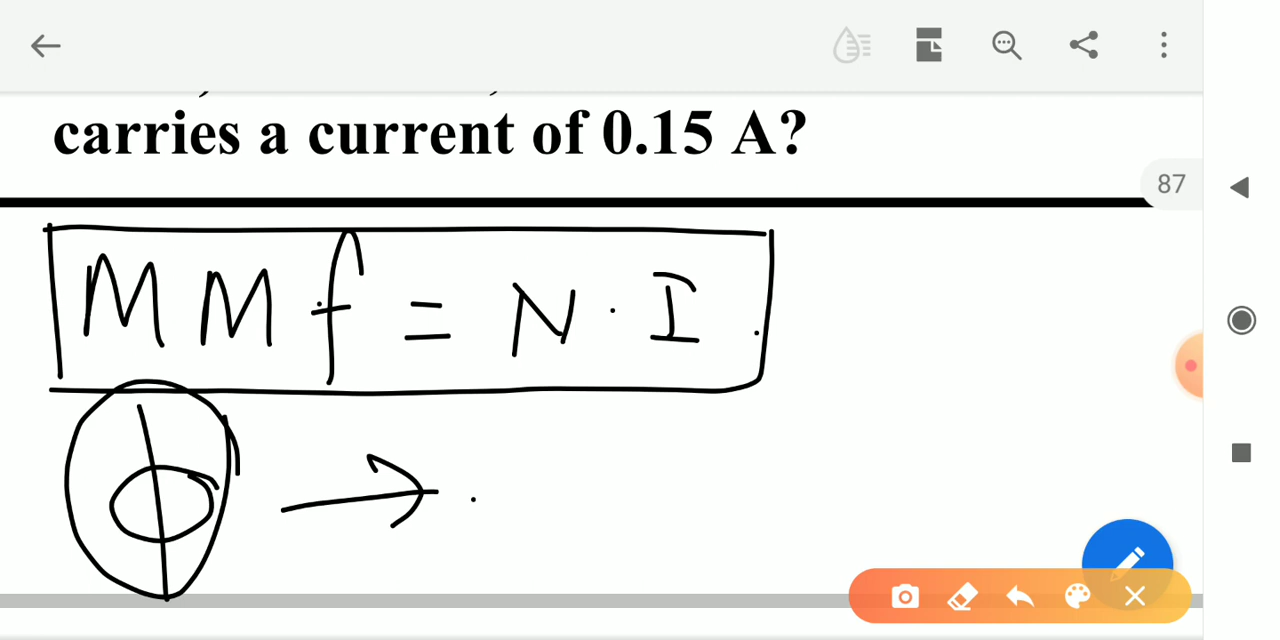 carries a current of 0.15 A?
87
MMf = N · I
ϕ →